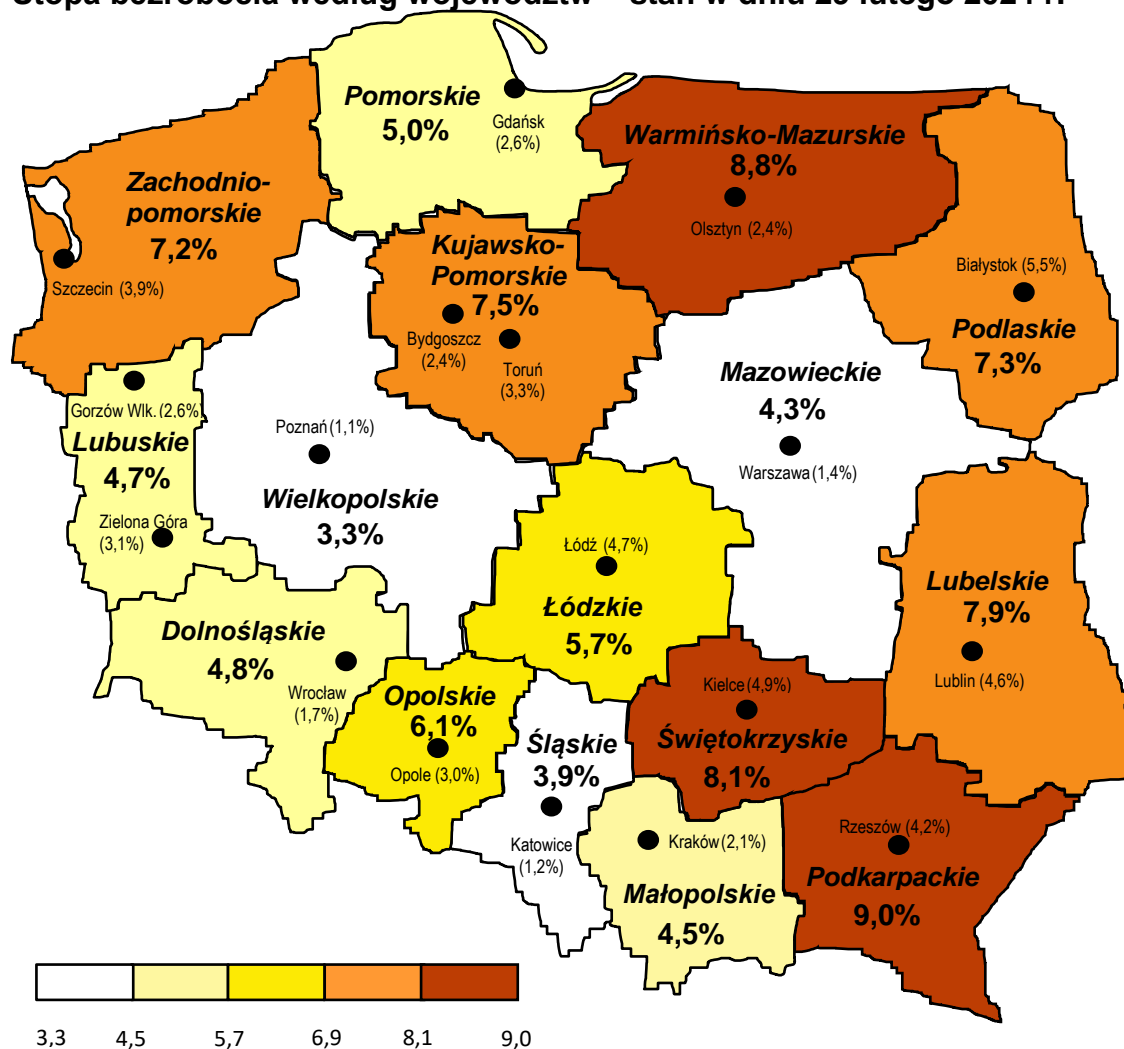 Stopa bezrobocia według województw – stan w dniu 29 lutego 2024 r.
Pomorskie
5,0%
Gdańsk
(2,6%)
Warmińsko-Mazurskie
8,8%
Olsztyn (2,4%)
Zachodnio-
pomorskie
7,2%
Szczecin (3,9%)
Kujawsko-
Pomorskie
7,5%
Bydgoszcz
(2,4%)
Toruń
(3,3%)
Białystok (5,5%)
Podlaskie
7,3%
Mazowieckie
4,3%
Warszawa (1,4%)
Gorzów Wlk. (2,6%)
Lubuskie
4,7%
Zielona Góra
(3,1%)
Poznań (1,1%)
Wielkopolskie
3,3%
Łódź (4,7%)
Łódzkie
5,7%
Lubelskie
7,9%
Lublin (4,6%)
Dolnośląskie
4,8%
Wrocław
(1,7%)
Opolskie
6,1%
Opole (3,0%)
Śląskie
3,9%
Katowice
(1,2%)
Kielce (4,9%)
Świętokrzyskie
8,1%
Kraków (2,1%)
Małopolskie
4,5%
Rzeszów (4,2%)
Podkarpackie
9,0%
3,3 4,5 5,7 6,9 8,1 9,0